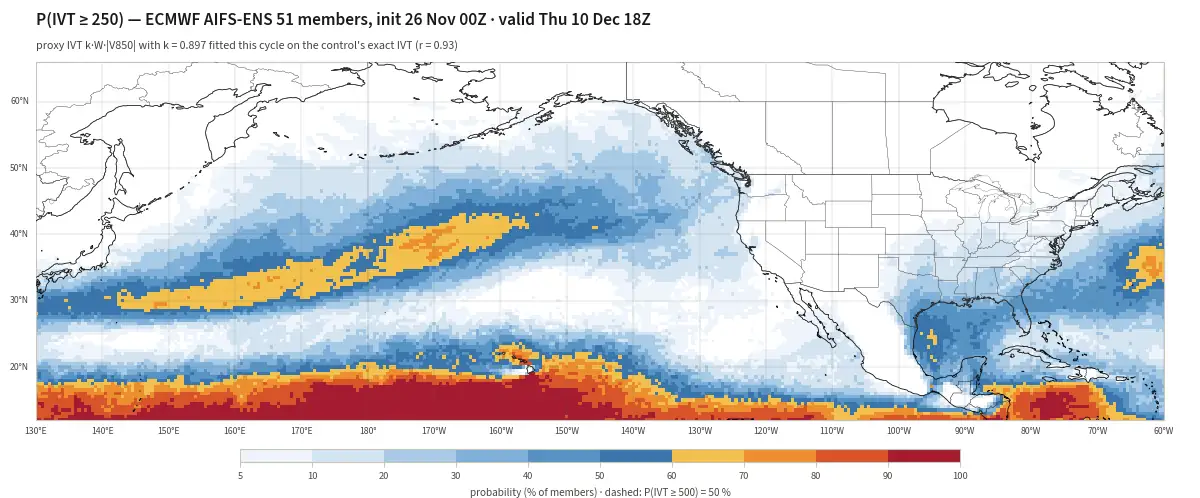 P(IVT ≥ 250) — ECMWF AIFS-ENS 51 members, init 26 Nov 00Z · valid Thu 10 Dec 18Z
proxy IVT k·W·|V850| with k = 0.897 fitted this cycle on the control's exact IVT (r = 0.93)
60°N
50°N
40°N
30°N
20°N
130°E 140°E 150°E 160°E 170°E 180° 170°W 160°W 150°W 140°W 130°W 120°W 110°W 100°W 90°W 80°W 70°W 60°W
5 10 20 30 40 50 60 70 80 90 100
probability (% of members) · dashed: P(IVT ≥ 500) = 50 %